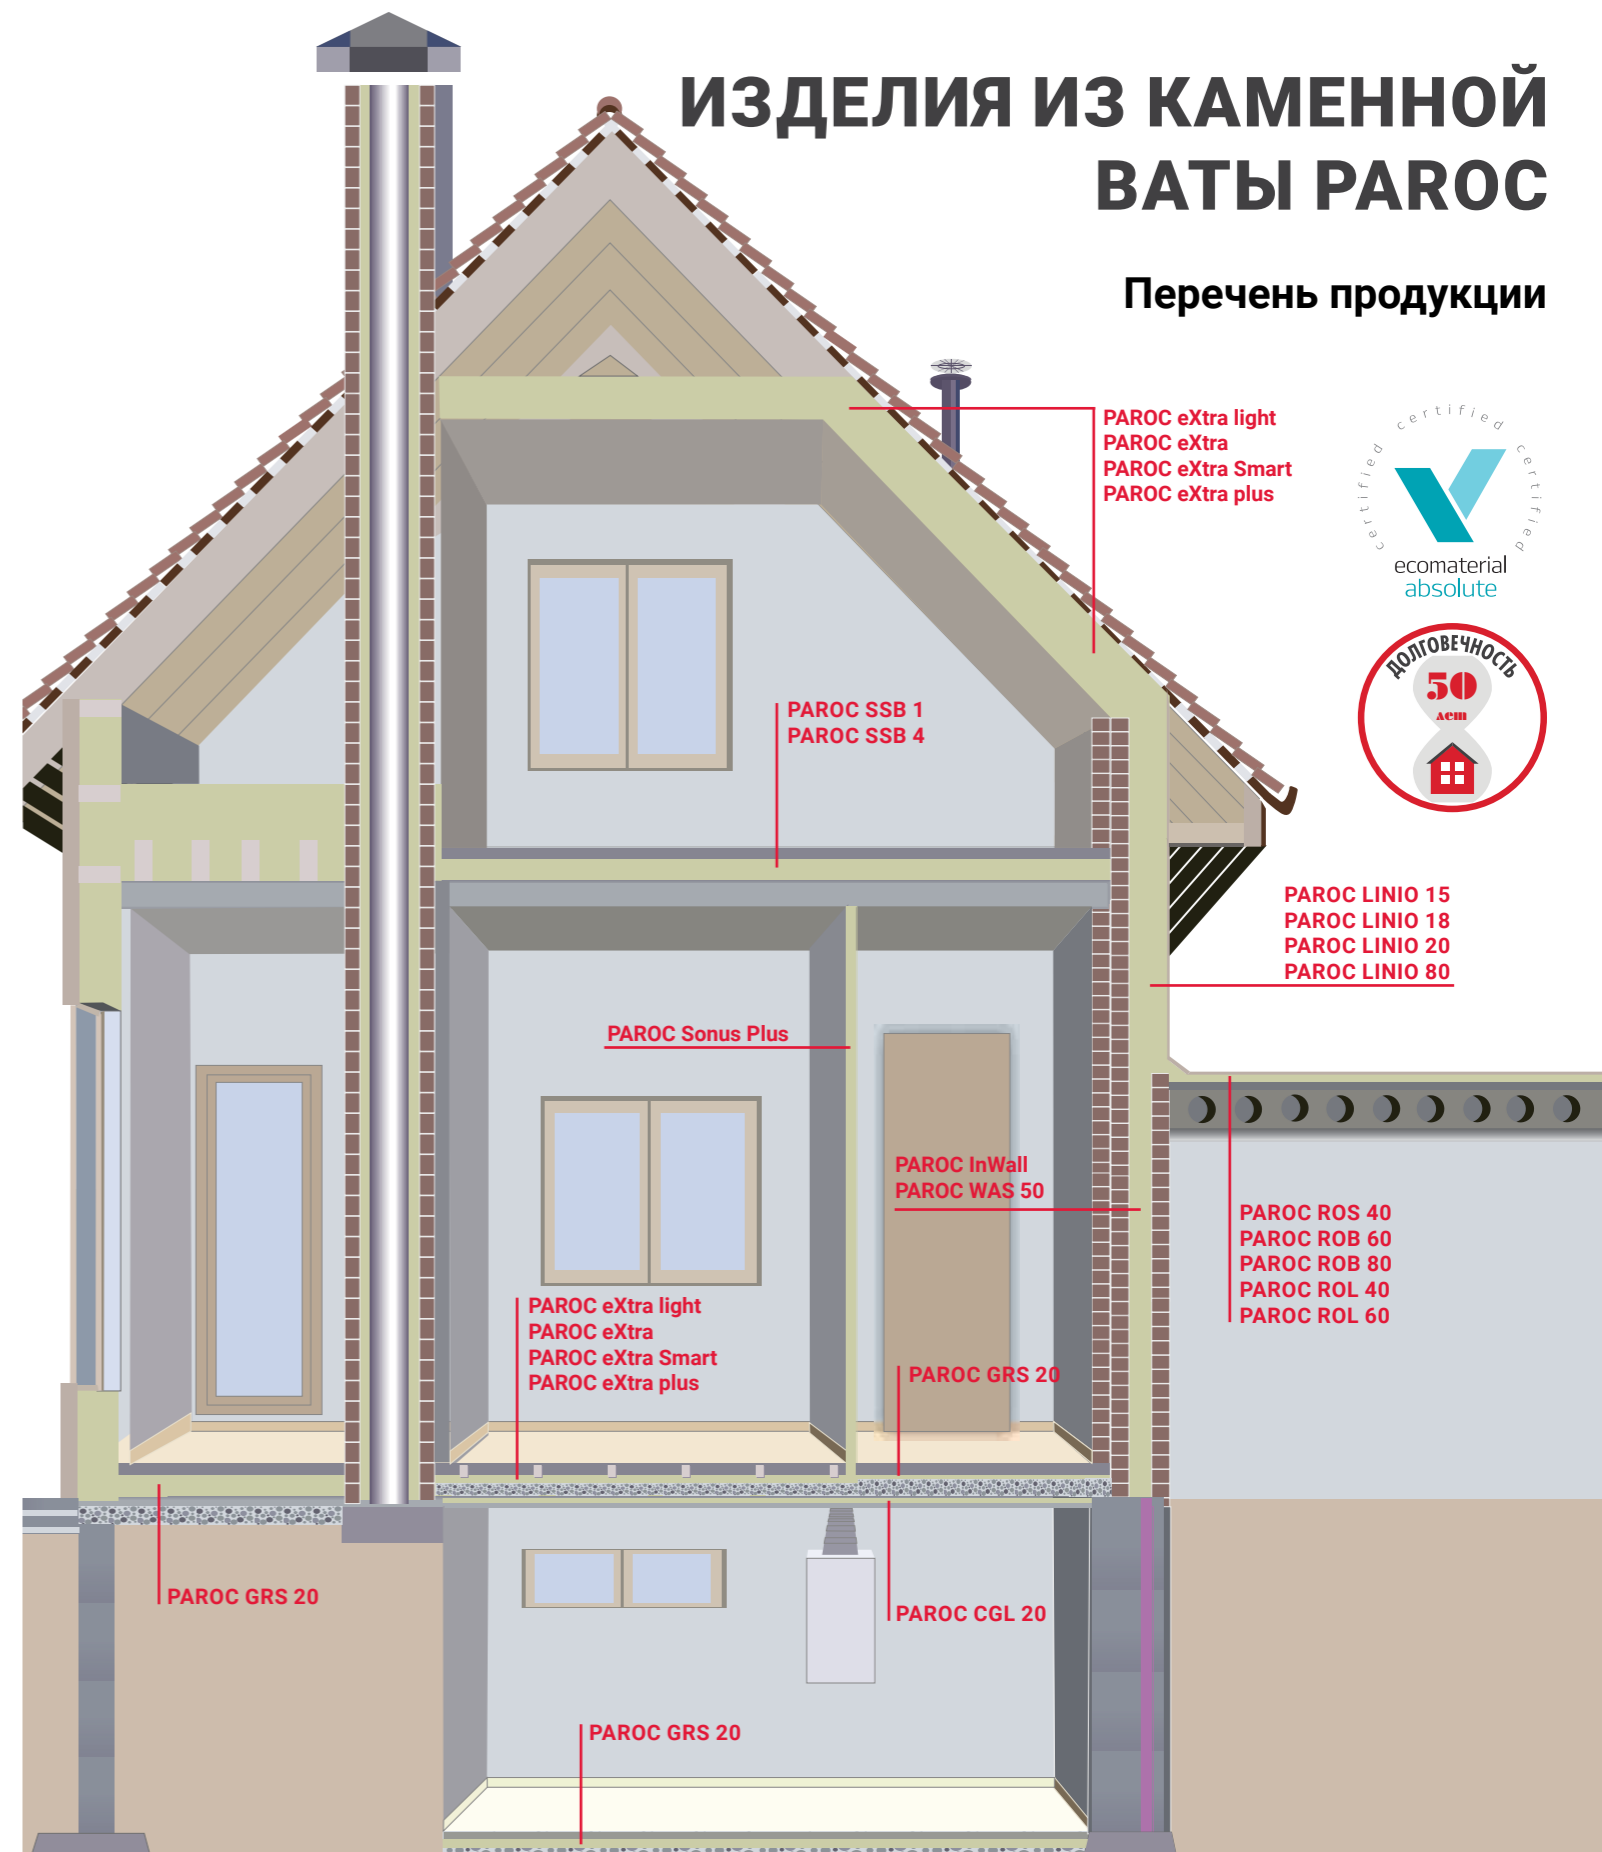 ИЗДЕЛИЯ ИЗ КАМЕННОЙ
ВАТЫ PAROC
Перечень продукции
PAROC eXtra light
PAROC eXtra
PAROC eXtra Smart
PAROC eXtra plus
certified certified certified
ecomaterial
absolute
ДОЛГОВЕЧНОСТЬ
50
лет
PAROC SSB 1
PAROC SSB 4
PAROC LINIO 15
PAROC LINIO 18
PAROC LINIO 20
PAROC LINIO 80
PAROC Sonus Plus
PAROC InWall
PAROC WAS 50
PAROC ROS 40
PAROC ROB 60
PAROC ROB 80
PAROC ROL 40
PAROC ROL 60
PAROC eXtra light
PAROC eXtra
PAROC eXtra Smart
PAROC eXtra plus
PAROC GRS 20
PAROC GRS 20
PAROC CGL 20
PAROC GRS 20